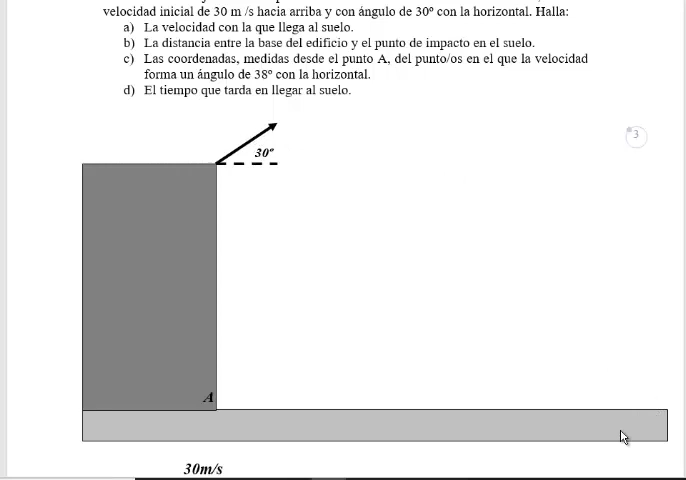 velocidad inicial de 30 m /s hacia arriba y con ángulo de 30º con la horizontal. Halla:
a) La velocidad con la que llega al suelo.
b) La distancia entre la base del edificio y el punto de impacto en el suelo.
c) Las coordenadas, medidas desde el punto A, del punto/os en el que la velocidad
forma un ángulo de 38º con la horizontal.
d) El tiempo que tarda en llegar al suelo.
3
30º
A
30m/s